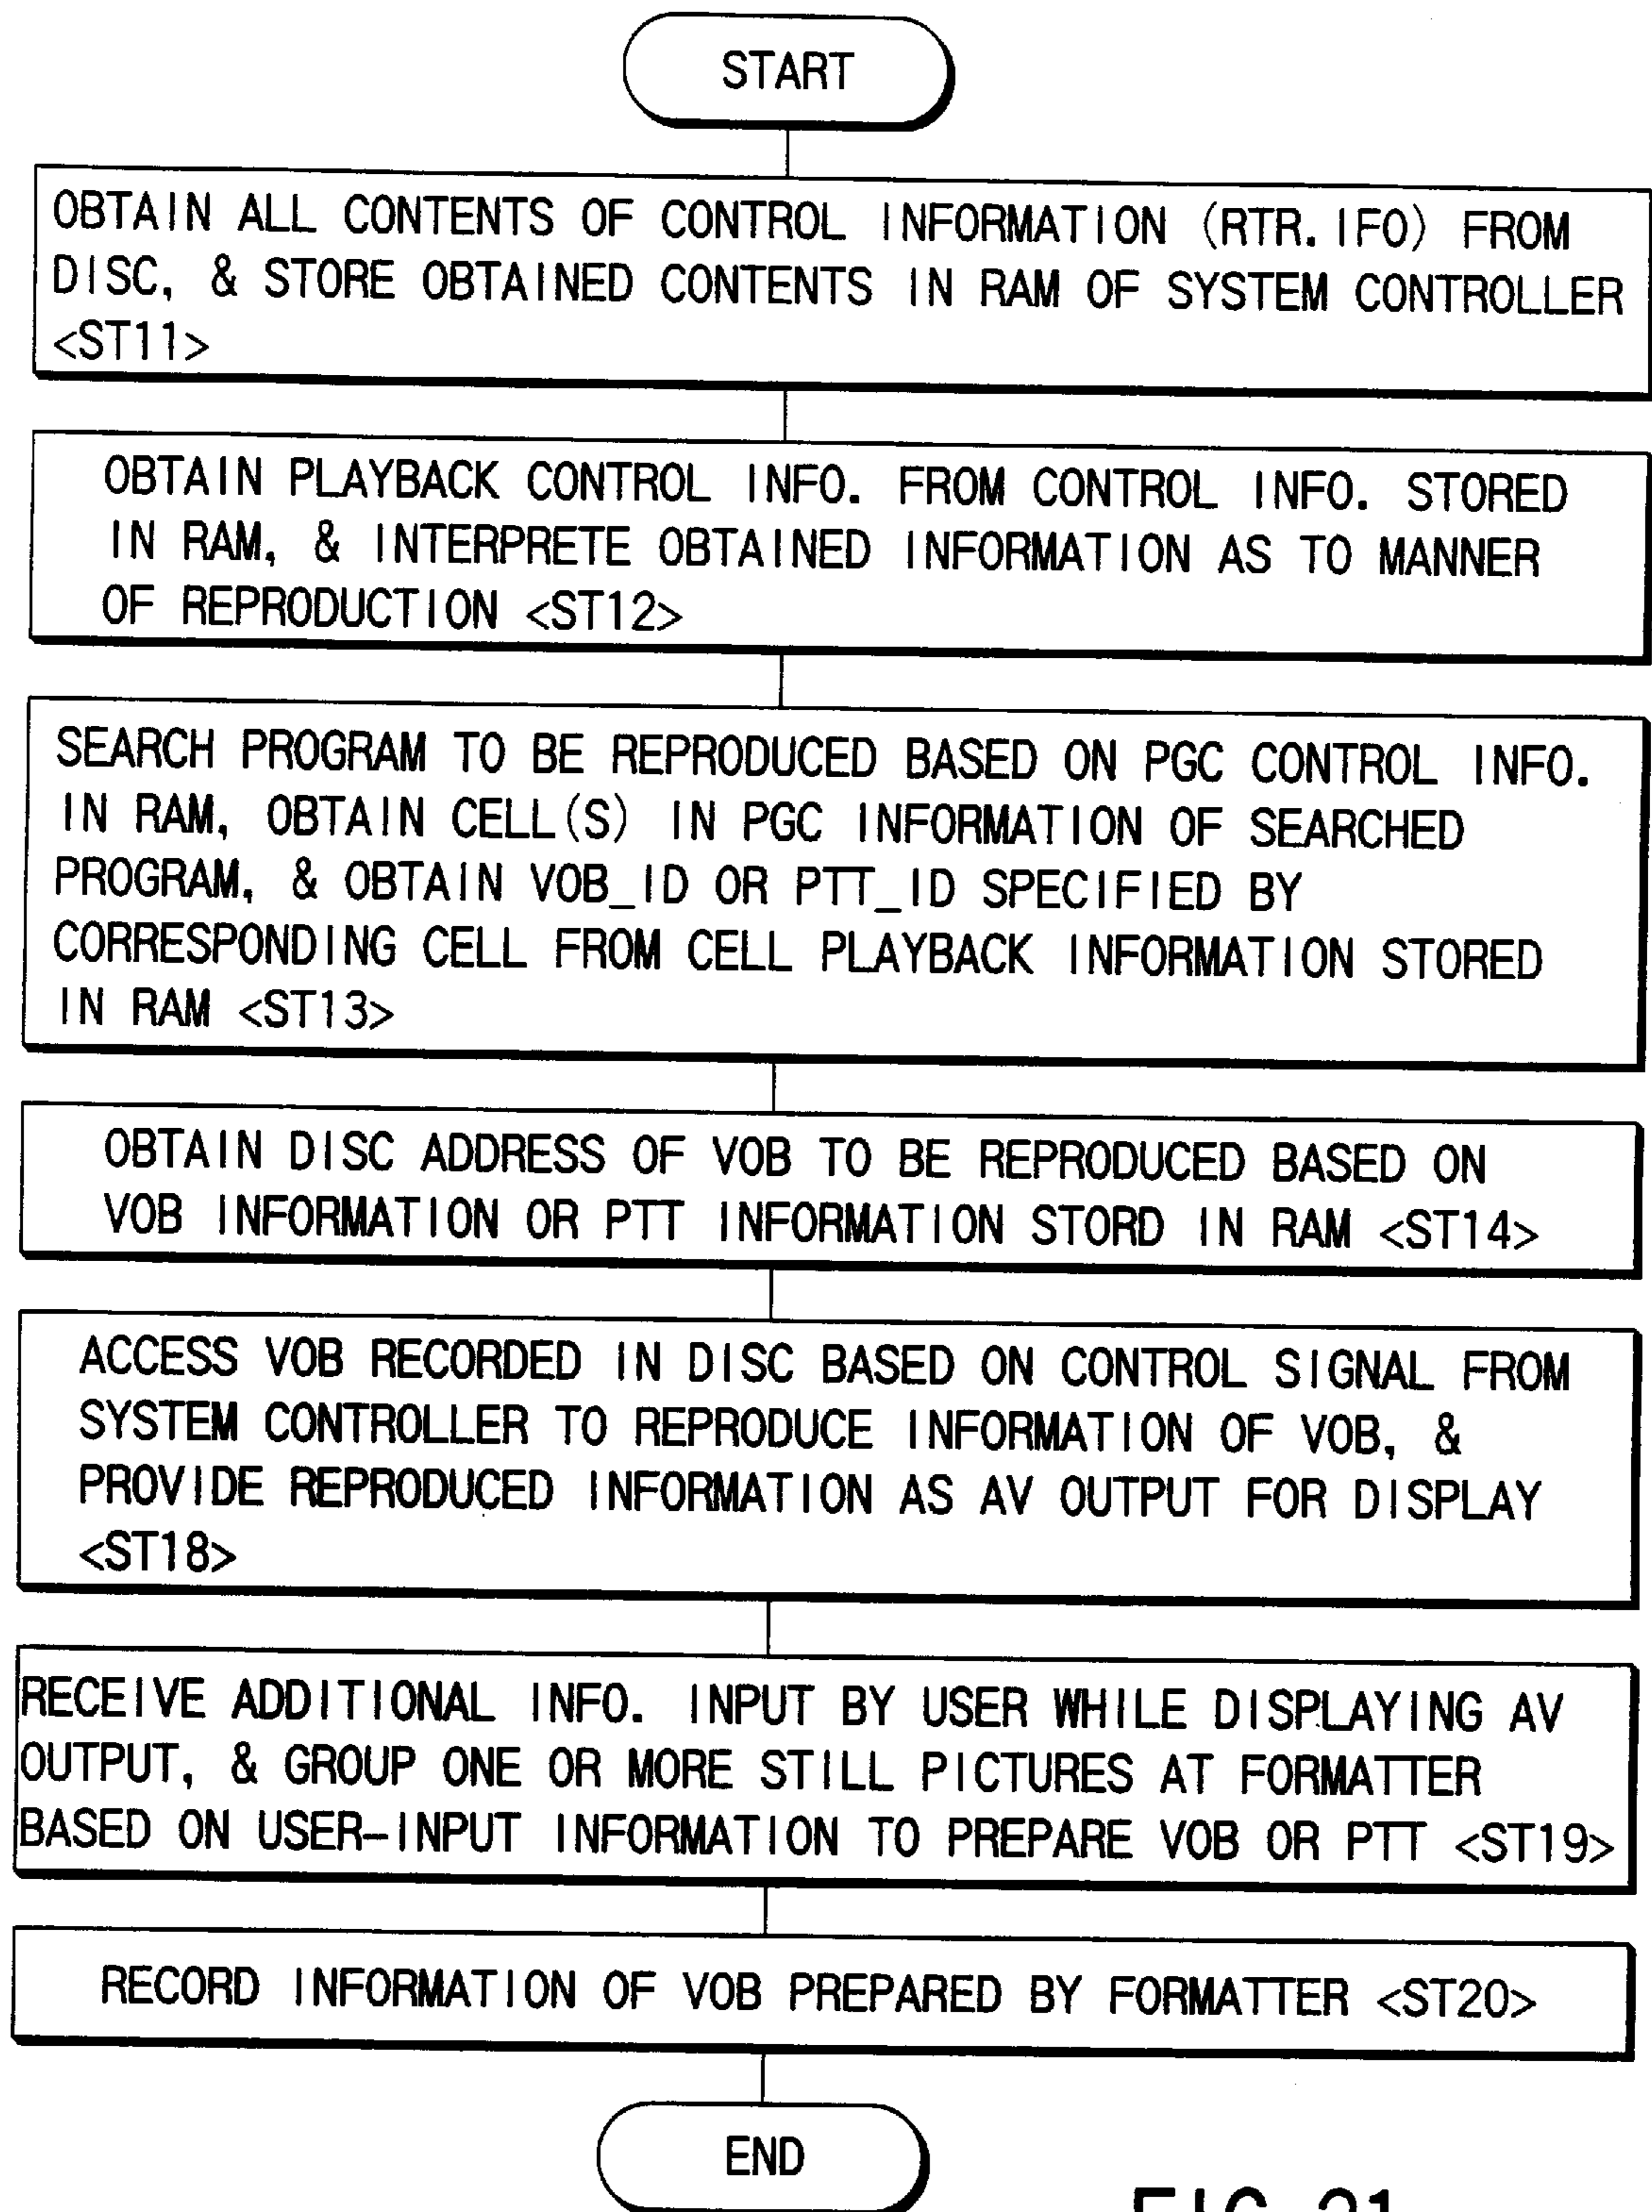 START
OBTAIN ALL CONTENTS OF CONTROL INFORMATION (RTR.IFO) FROM
DISC, & STORE OBTAINED CONTENTS IN RAM OF SYSTEM CONTROLLER
<ST11>
OBTAIN PLAYBACK CONTROL INFO. FROM CONTROL INFO. STORED
IN RAM, & INTERPRETE OBTAINED INFORMATION AS TO MANNER
OF REPRODUCTION <ST12>
SEARCH PROGRAM TO BE REPRODUCED BASED ON PGC CONTROL INFO.
IN RAM, OBTAIN CELL(S) IN PGC INFORMATION OF SEARCHED
PROGRAM, & OBTAIN VOB_ID OR PTT_ID SPECIFIED BY
CORRESPONDING CELL FROM CELL PLAYBACK INFORMATION STORED
IN RAM <ST13>
OBTAIN DISC ADDRESS OF VOB TO BE REPRODUCED BASED ON
VOB INFORMATION OR PTT INFORMATION STORD IN RAM <ST14>
ACCESS VOB RECORDED IN DISC BASED ON CONTROL SIGNAL FROM
SYSTEM CONTROLLER TO REPRODUCE INFORMATION OF VOB, &
PROVIDE REPRODUCED INFORMATION AS AV OUTPUT FOR DISPLAY
<ST18>
RECEIVE ADDITIONAL INFO. INPUT BY USER WHILE DISPLAYING AV
OUTPUT, & GROUP ONE OR MORE STILL PICTURES AT FORMATTER
BASED ON USER-INPUT INFORMATION TO PREPARE VOB OR PTT <ST19>
RECORD INFORMATION OF VOB PREPARED BY FORMATTER <ST20>
END
FIG. 21